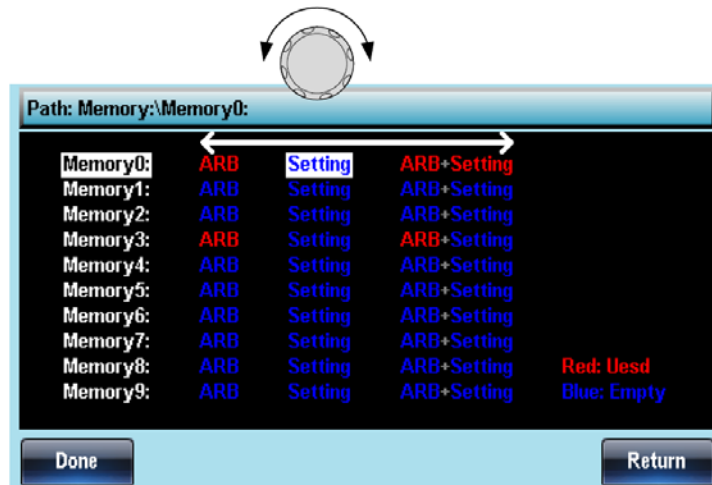 Path: Memory:\Memory0:
Memory0: ARB Setting ARB+Setting
Memory1: ARB Setting ARB+Setting
Memory2: ARB Setting ARB+Setting
Memory3: ARB Setting ARB+Setting
Memory4: ARB Setting ARB+Setting
Memory5: ARB Setting ARB+Setting
Memory6: ARB Setting ARB+Setting
Memory7: ARB Setting ARB+Setting
Memory8: ARB Setting ARB+Setting Red: Uesd
Memory9: ARB Setting ARB+Setting Blue: Empty
Done Return